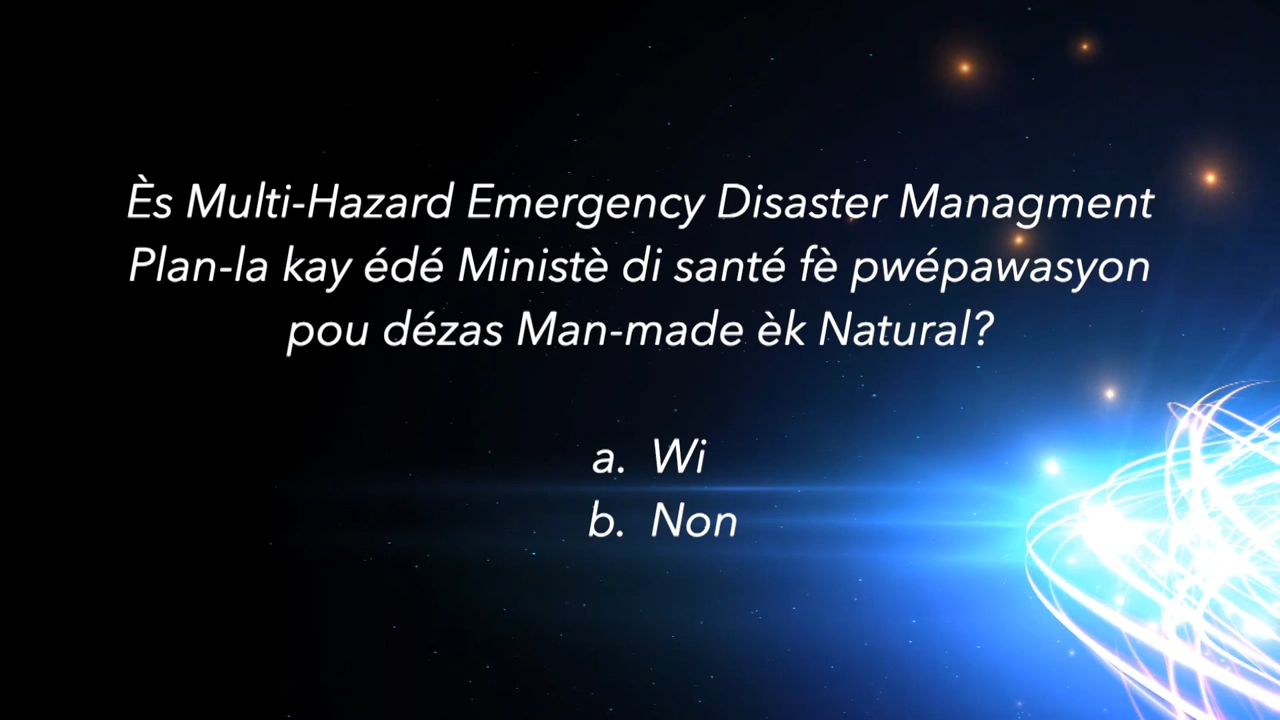 Ès Multi-Hazard Emergency Disaster Managment
Plan-la kay édé Ministè di santé fè pwépawasyon
pou dézas Man-made èk Natural?
a. Wi
b. Non